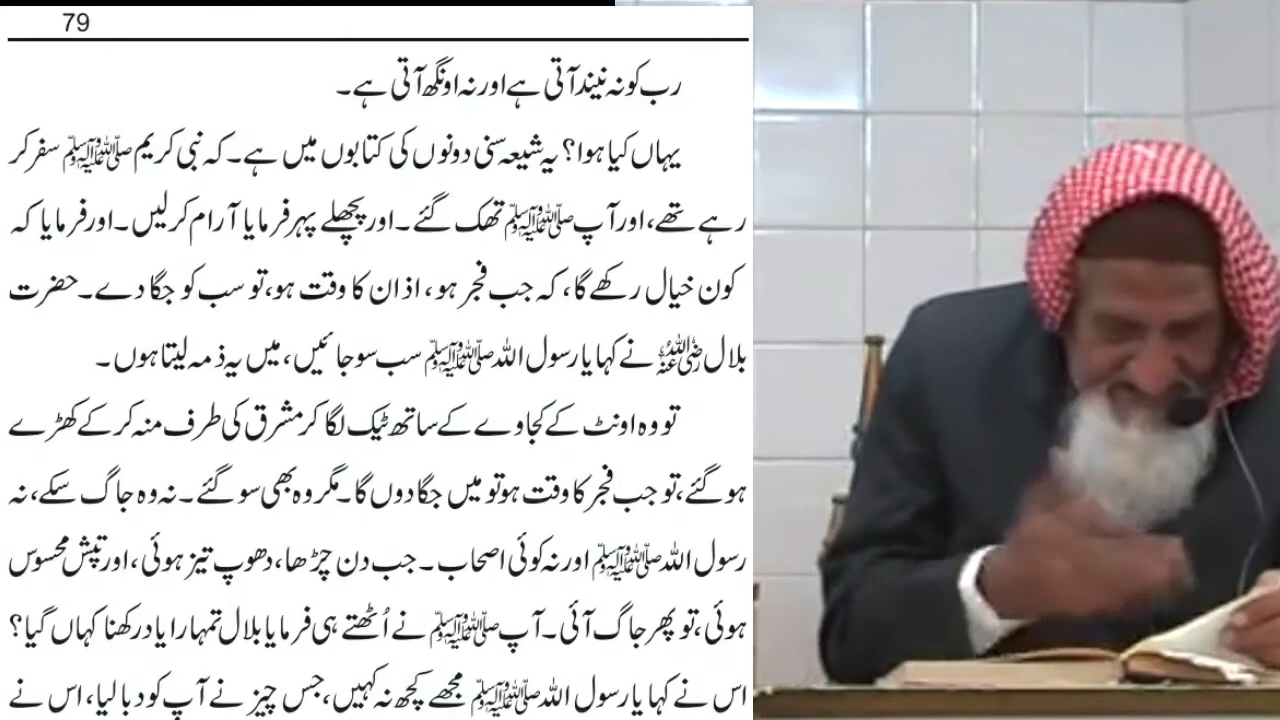 79
رب کو نہ نیند آتی ہے اور نہ اونگھ آتی ہے۔
یہاں کیا ہوا؟ یہ شیعہ سنی دونوں کی کتابوں میں ہے۔ کہ نبی کریم ﷺ سفر کر
رہے تھے، اور آپ ﷺ تھک گئے۔ اور پچھلے پہر فرمایا آرام کر لیں۔ اور فرمایا کہ
کون خیال رکھے گا، کہ جب فجر ہو، اذان کا وقت ہو، تو سب کو جگا دے۔ حضرت
بلال رضی اللہ عنہ نے کہا یا رسول اللہ ﷺ سب سو جائیں، میں یہ ذمہ لیتا ہوں۔
تو وہ اونٹ کے کجاوے کے ساتھ ٹیک لگا کر مشرق کی طرف منہ کر کے کھڑے
ہو گئے، تو جب فجر کا وقت ہو تو میں جگا دوں گا۔ مگر وہ بھی سو گئے۔ نہ وہ جاگ سکے، نہ
رسول اللہ ﷺ اور نہ کوئی اصحاب۔ جب دن چڑھا، دھوپ تیز ہوئی، اور تپش محسوس
ہوئی، تو پھر جاگ آئی۔ آپ ﷺ نے اُٹھتے ہی فرمایا بلال تمہارا یاد رکھنا کہاں گیا؟
اس نے کہا یا رسول اللہ ﷺ مجھے کچھ نہ کہیں، جس چیز نے آپ کو دبا لیا، اس نے